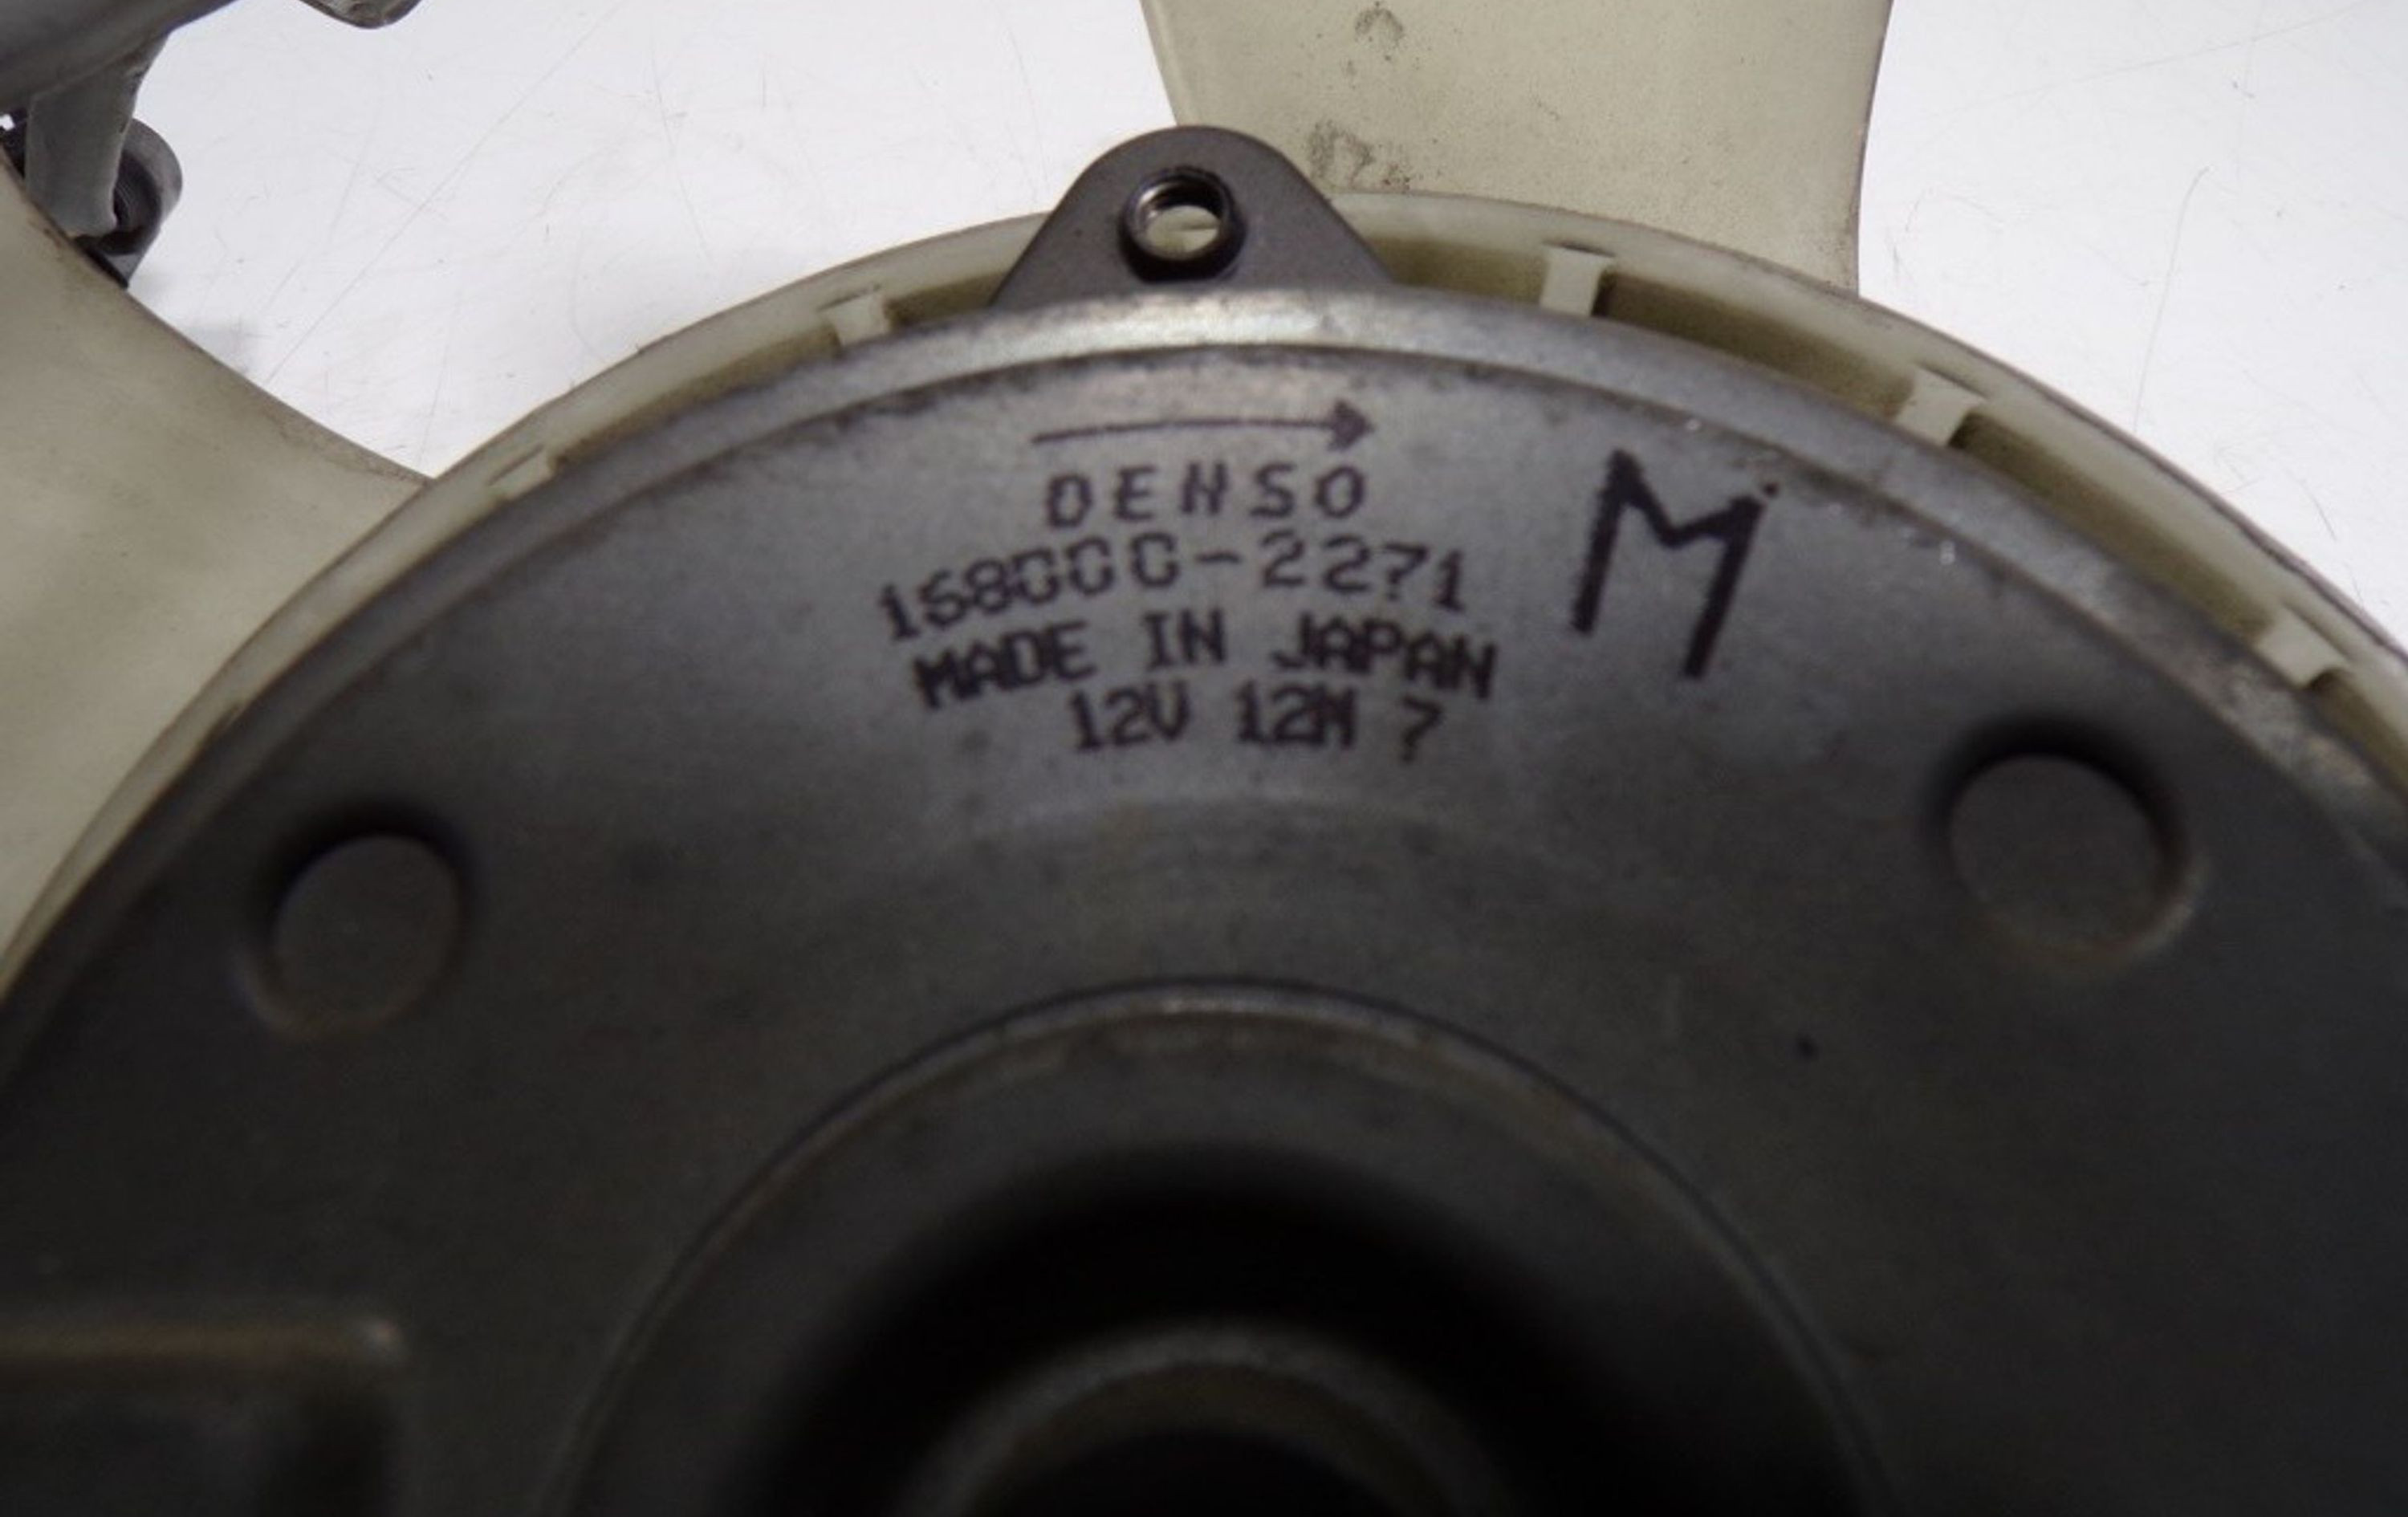 DENSO
168000-2271
M
MADE IN JAPAN
12V 12M 7